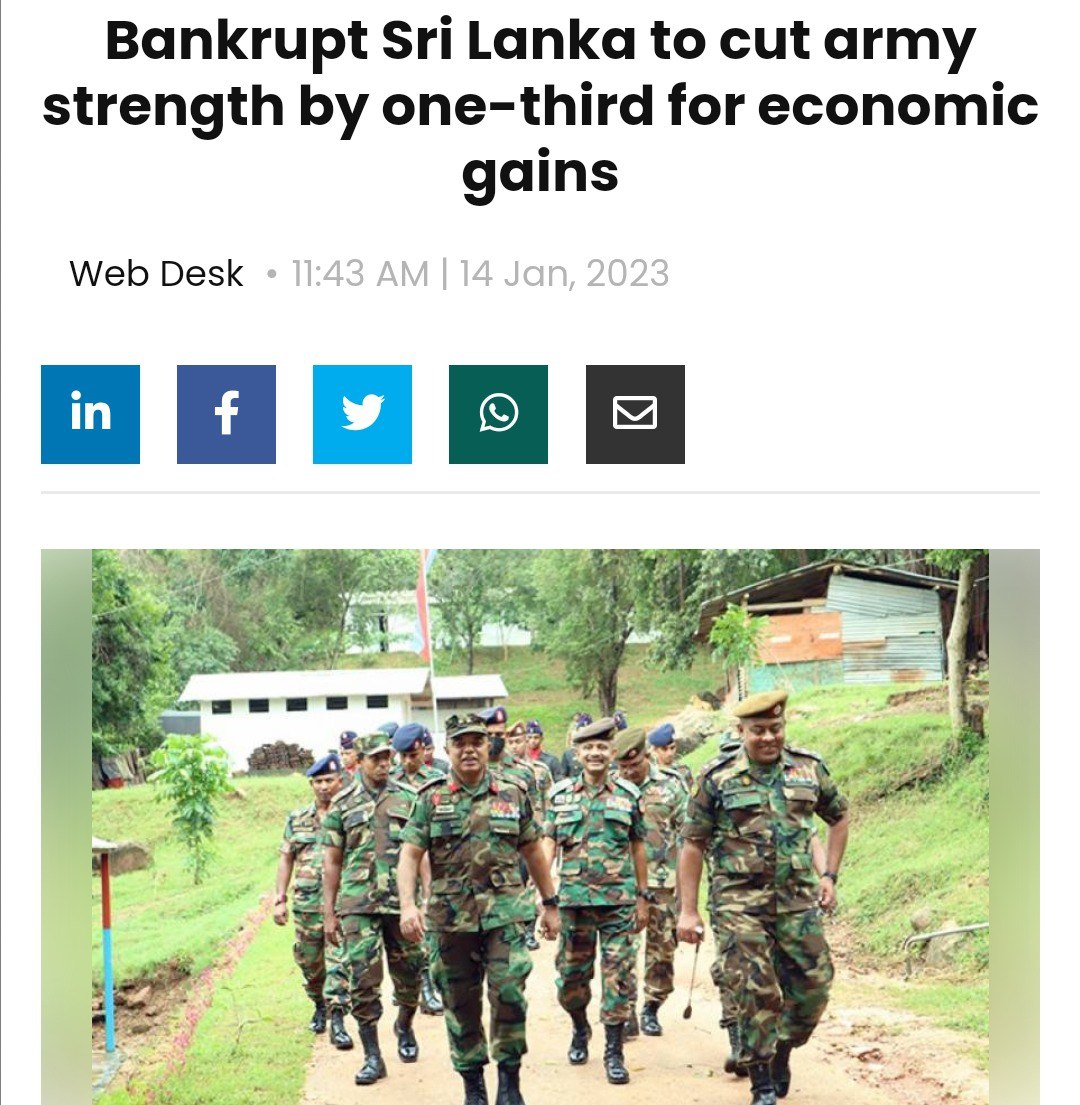 Bankrupt Sri Lanka to cut army
strength by one-third for economic
gains
Web Desk • 11:43 AM | 14 Jan, 2023
in
f